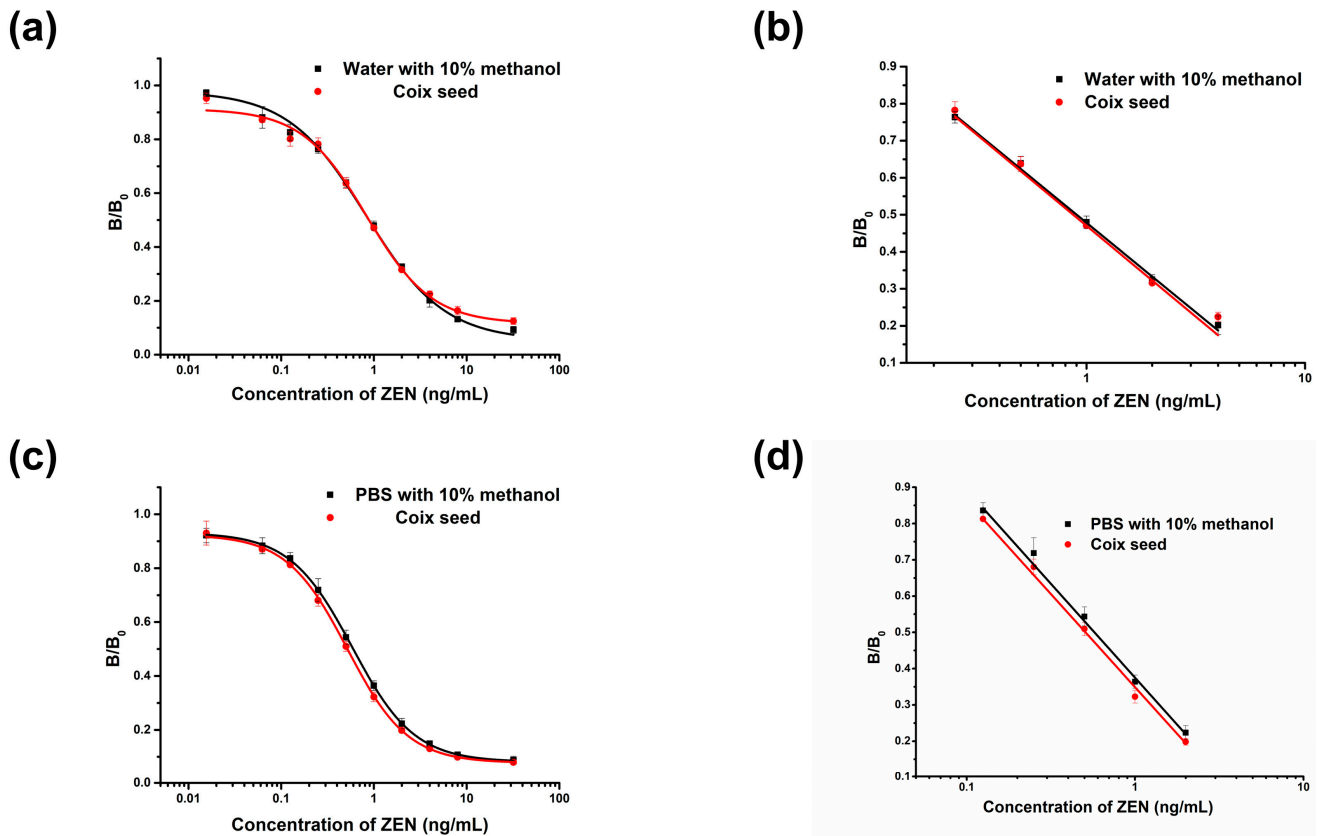 (a)
Water with 10% methanol
Coix seed
1.0
0.8
0.6
0.4
0.2
0.0
B/B₀
0.01
0.1
1
10
100
Concentration of ZEN (ng/mL)
(b)
Water with 10% methanol
Coix seed
0.9
0.8
0.7
0.6
0.5
0.4
0.3
0.2
0.1
B/B₀
1
10
Concentration of ZEN (ng/mL)
(c)
PBS with 10% methanol
Coix seed
1.0
0.8
0.6
0.4
0.2
0.0
B/B₀
0.01
0.1
1
10
100
Concentration of ZEN (ng/mL)
(d)
PBS with 10% methanol
Coix seed
0.9
0.8
0.7
0.6
0.5
0.4
0.3
0.2
0.1
B/B₀
0.1
1
10
Concentration of ZEN (ng/mL)